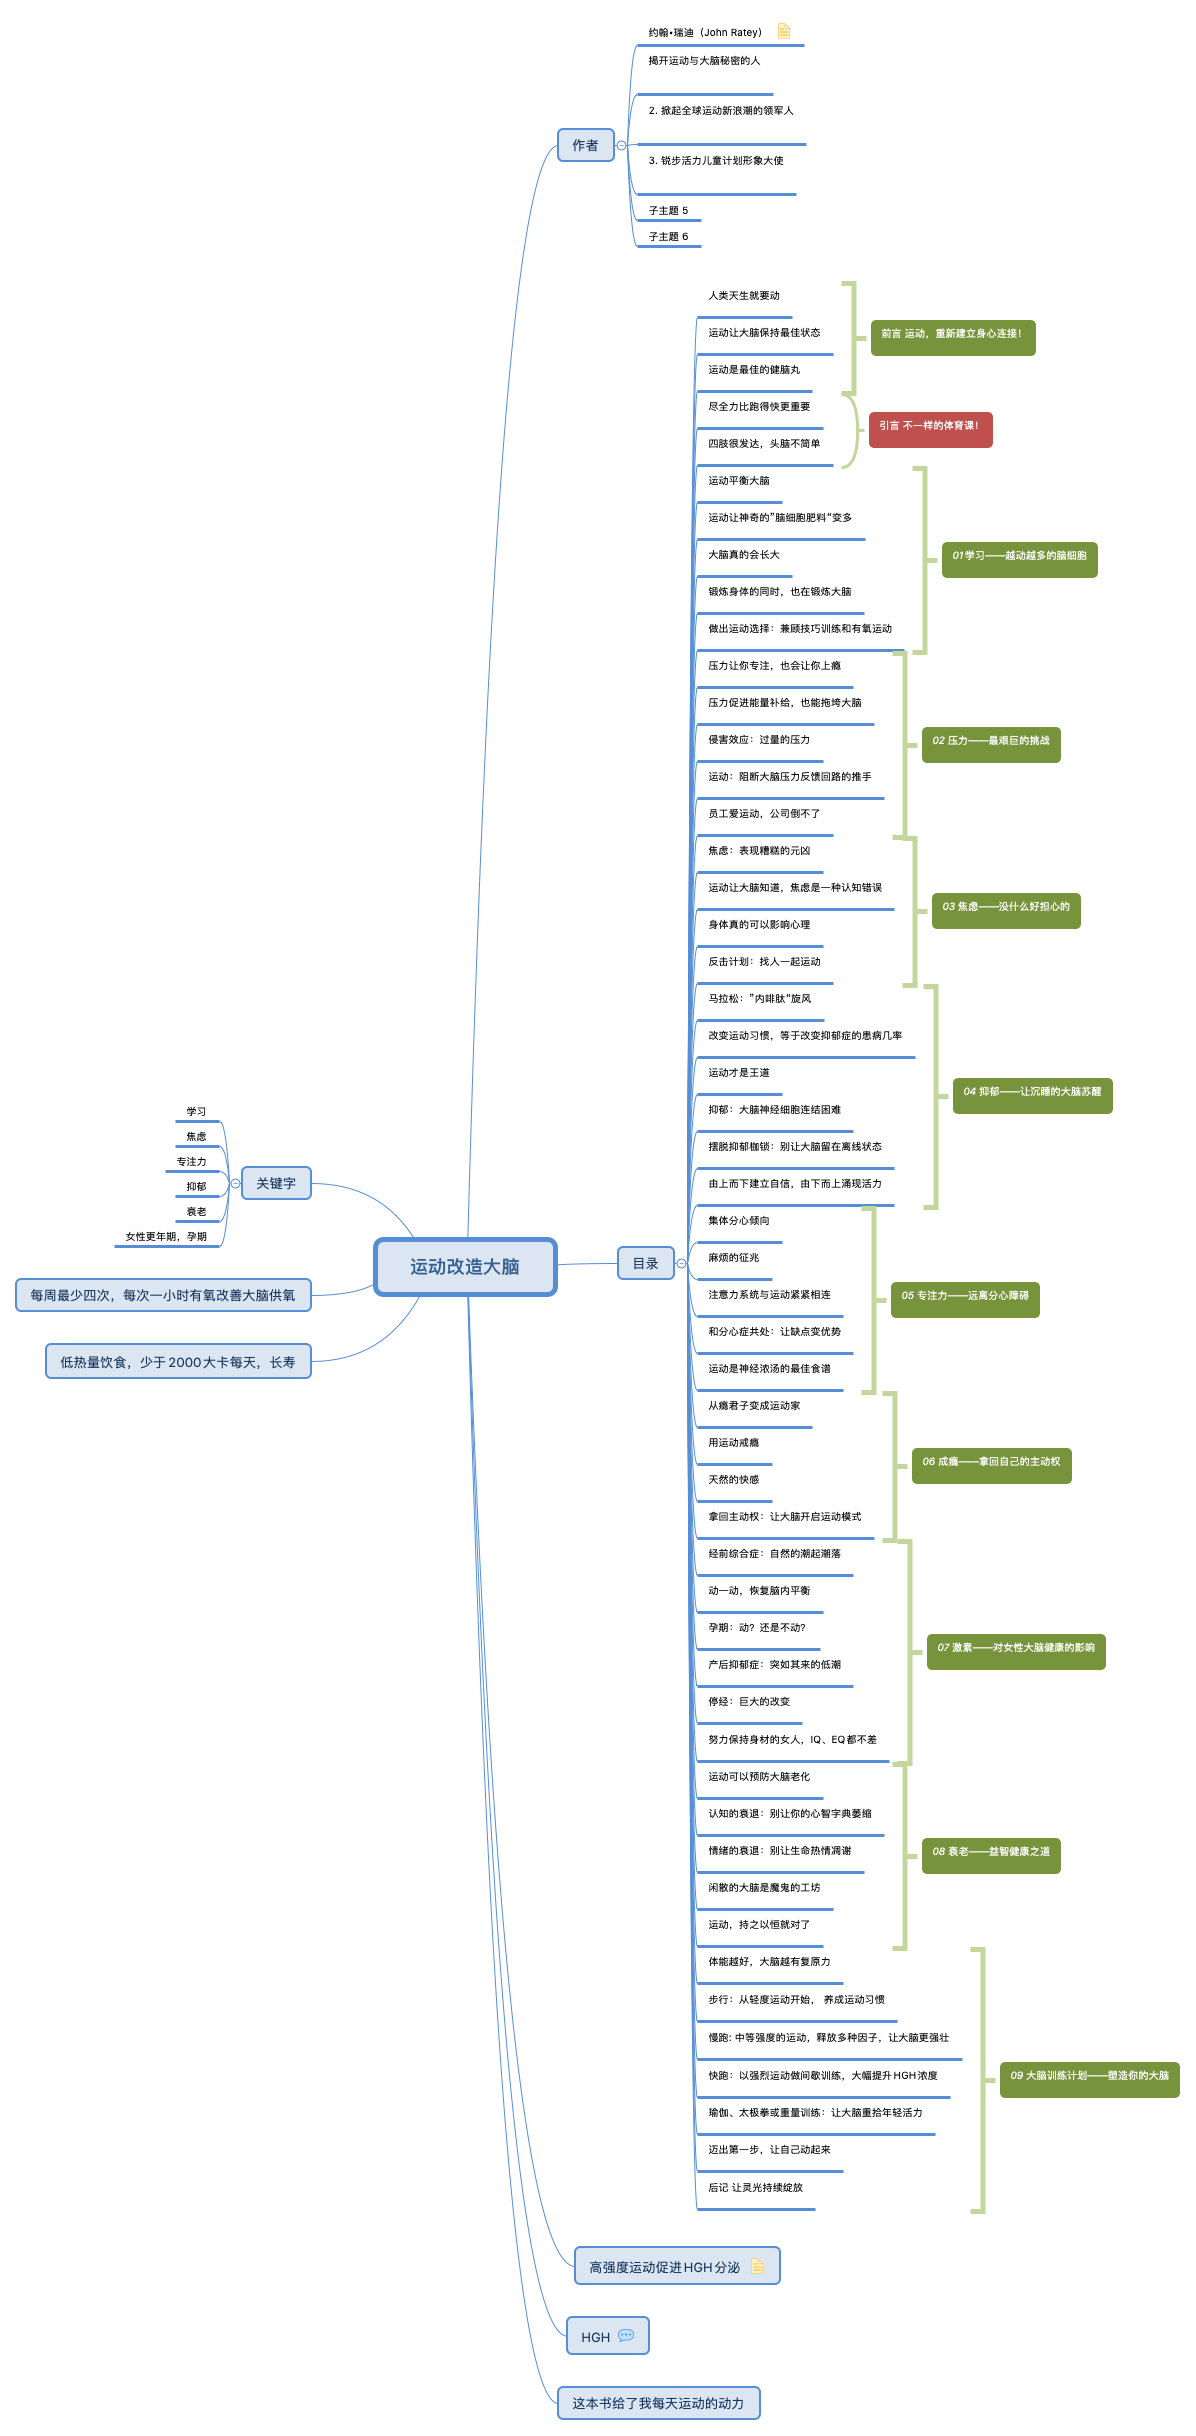 约翰•瑞迪（John Ratey）
揭开运动与大脑秘密的人
2. 掀起全球运动新浪潮的领军人
3. 锐步活力儿童计划形象大使
子主题 5
子主题 6
作者
人类天生就要动
运动让大脑保持最佳状态
运动是最佳的健脑丸
前言 运动，重新建立身心连接！
尽全力比跑得快更重要
四肢很发达，头脑不简单
引言 不一样的体育课！
运动平衡大脑
运动让神奇的”脑细胞肥料“变多
大脑真的会长大
锻炼身体的同时，也在锻炼大脑
做出运动选择：兼顾技巧训练和有氧运动
01学习——越动越多的脑细胞
压力让你专注，也会让你上瘾
压力促进能量补给，也能拖垮大脑
侵害效应：过量的压力
运动：阻断大脑压力反馈回路的推手
员工爱运动，公司倒不了
02 压力——最艰巨的挑战
焦虑：表现糟糕的元凶
运动让大脑知道，焦虑是一种认知错误
身体真的可以影响心理
反击计划：找人一起运动
03 焦虑——没什么好担心的
马拉松：”内啡肽“旋风
改变运动习惯，等于改变抑郁症的患病几率
运动才是王道
抑郁：大脑神经细胞连结困难
摆脱抑郁枷锁：别让大脑留在离线状态
由上而下建立自信，由下而上涌现活力
04 抑郁——让沉睡的大脑苏醒
集体分心倾向
麻烦的征兆
注意力系统与运动紧紧相连
和分心症共处：让缺点变优势
运动是神经浓汤的最佳食谱
05 专注力——远离分心障碍
从瘾君子变成运动家
用运动戒瘾
天然的快感
拿回主动权：让大脑开启运动模式
06 成瘾——拿回自己的主动权
经前综合症：自然的潮起潮落
动一动，恢复脑内平衡
孕期：动？还是不动？
产后抑郁症：突如其来的低潮
停经：巨大的改变
努力保持身材的女人，IQ、EQ都不差
07 激素——对女性大脑健康的影响
运动可以预防大脑老化
认知的衰退：别让你的心智字典萎缩
情绪的衰退：别让生命热情凋谢
闲散的大脑是魔鬼的工坊
运动，持之以恒就对了
08 衰老——益智健康之道
体能越好，大脑越有复原力
步行：从轻度运动开始， 养成运动习惯
慢跑: 中等强度的运动，释放多种因子，让大脑更强壮
快跑：以强烈运动做间歇训练，大幅提升HGH浓度
瑜伽、太极拳或重量训练：让大脑重拾年轻活力
迈出第一步，让自己动起来
后记 让灵光持续绽放
09 大脑训练计划——塑造你的大脑
目录
运动改造大脑
学习
焦虑
专注力
抑郁
衰老
女性更年期，孕期
关键字
每周最少四次，每次一小时有氧改善大脑供氧
低热量饮食，少于2000大卡每天，长寿
高强度运动促进HGH分泌
HGH
这本书给了我每天运动的动力